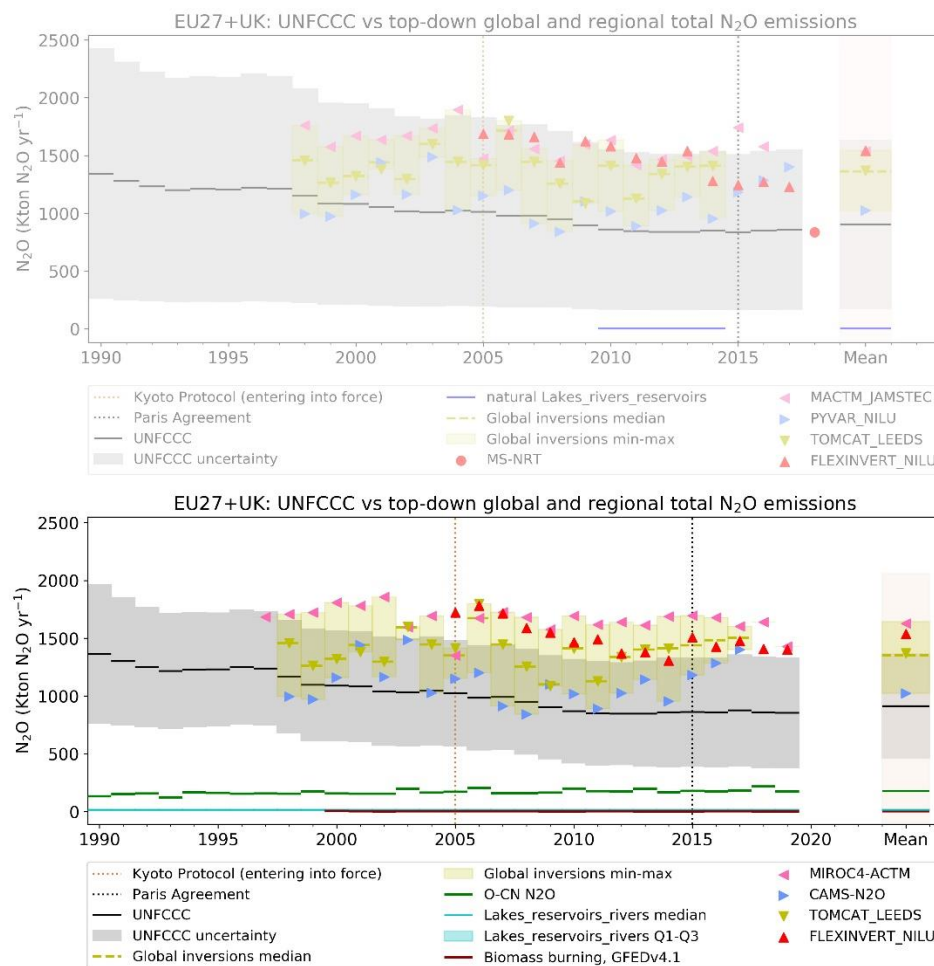 EU27+UK: UNFCCC vs top-down global and regional total N₂O emissions
2500
2000
1500
1000
500
0
N₂O (Kton N₂O yr⁻¹)
1990 1995 2000 2005 2010 2015 Mean
Kyoto Protocol (entering into force)
Paris Agreement
UNFCCC
UNFCCC uncertainty
natural Lakes_rivers_reservoirs
Global inversions median
Global inversions min-max
MS-NRT
MACTM_JAMSTEC
PYVAR_NILU
TOMCAT_LEEDS
FLEXINVERT_NILU
EU27+UK: UNFCCC vs top-down global and regional total N₂O emissions
2500
2000
1500
1000
500
0
N₂O (Kton N₂O yr⁻¹)
1990 1995 2000 2005 2010 2015 2020 Mean
Kyoto Protocol (entering into force)
Paris Agreement
UNFCCC
UNFCCC uncertainty
Global inversions median
Global inversions min-max
O-CN N2O
Lakes_reservoirs_rivers median
Lakes_reservoirs_rivers Q1-Q3
Biomass burning, GFEDv4.1
MIROC4-ACTM
CAMS-N2O
TOMCAT_LEEDS
FLEXINVERT_NILU